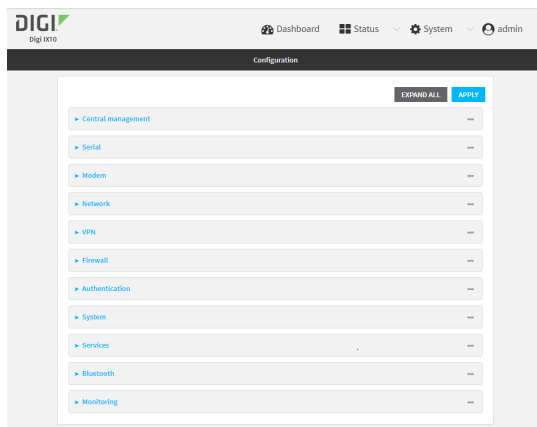 DIGI
Digi IX10
Dashboard Status System admin
Configuration
EXPAND ALL APPLY
Central management
Serial
Modem
Network
VPN
Firewall
Authentication
System
Services
Bluetooth
Monitoring